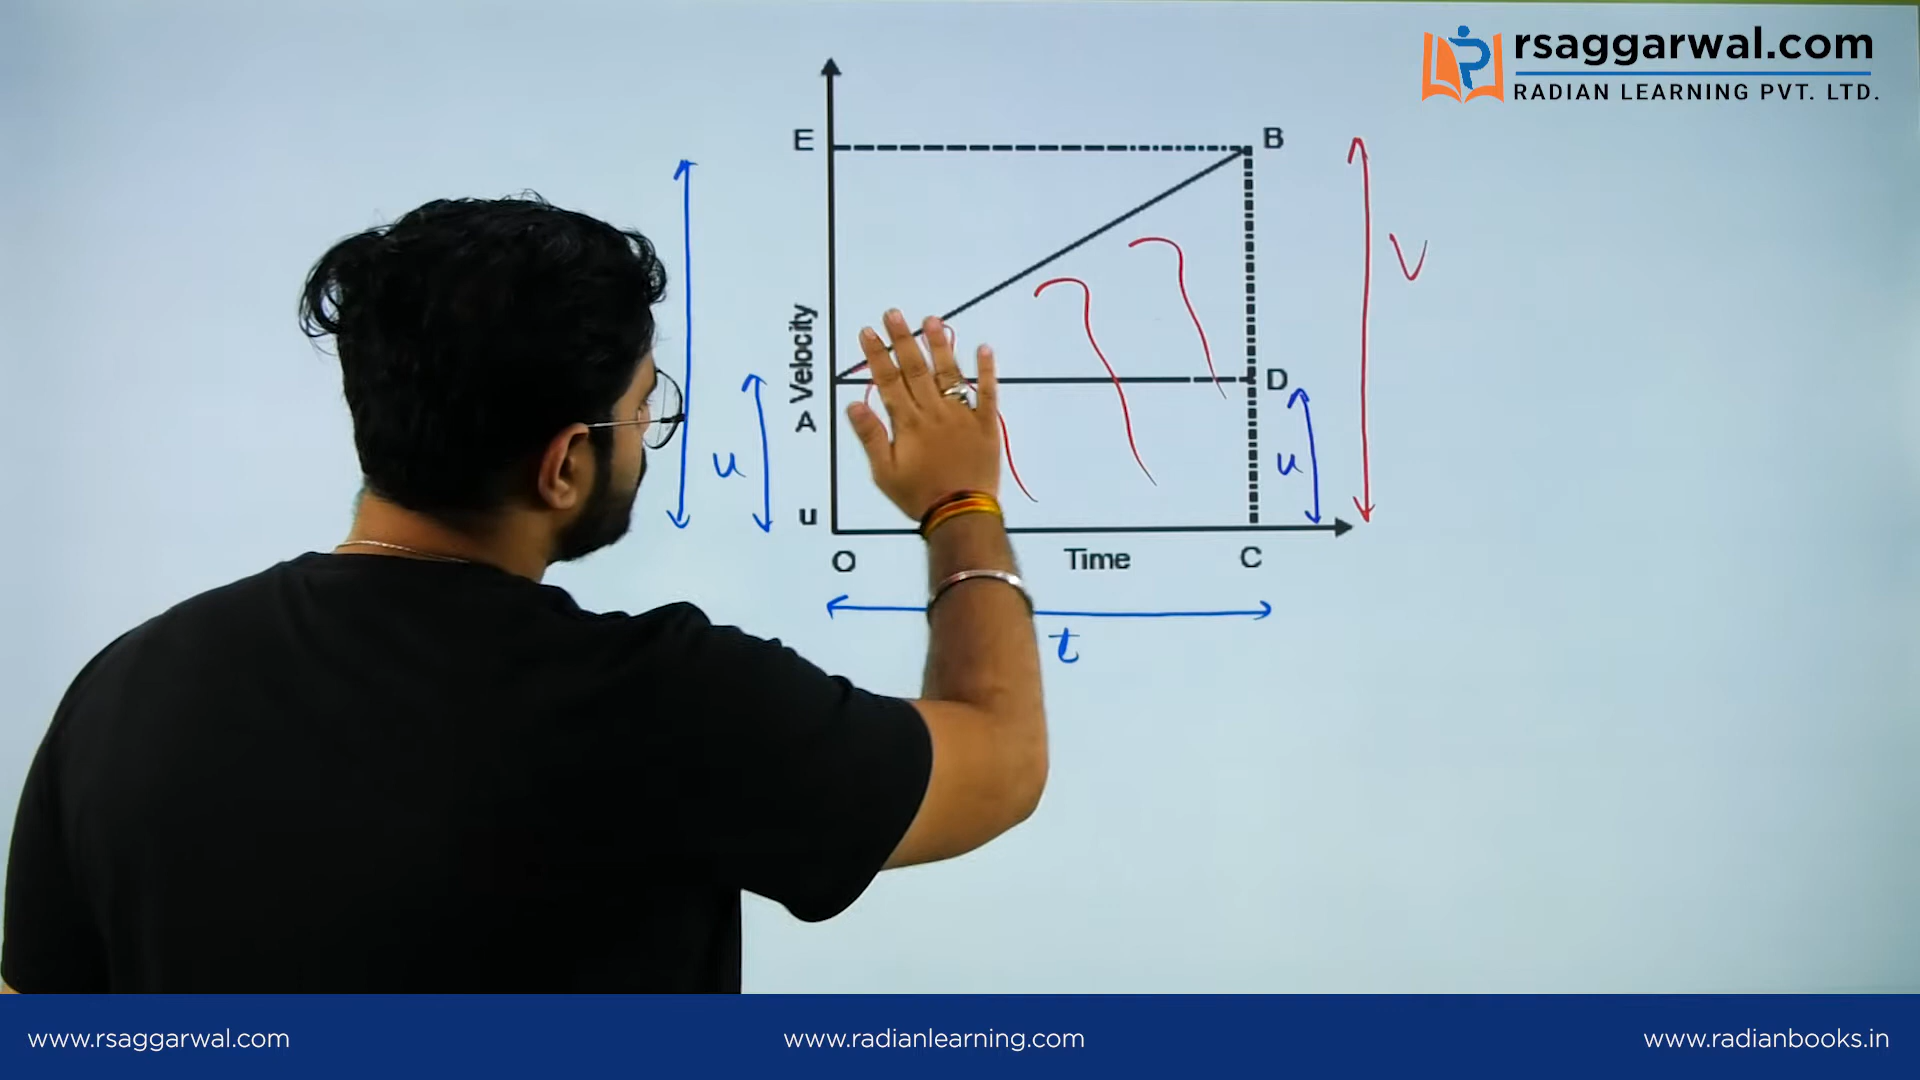 rsaggarwal.com
RADIAN LEARNING PVT. LTD.
E
B
V
Velocity
A
D
u
u
u
O
Time
C
t
www.rsaggarwal.com
www.radianlearning.com
www.radianbooks.in